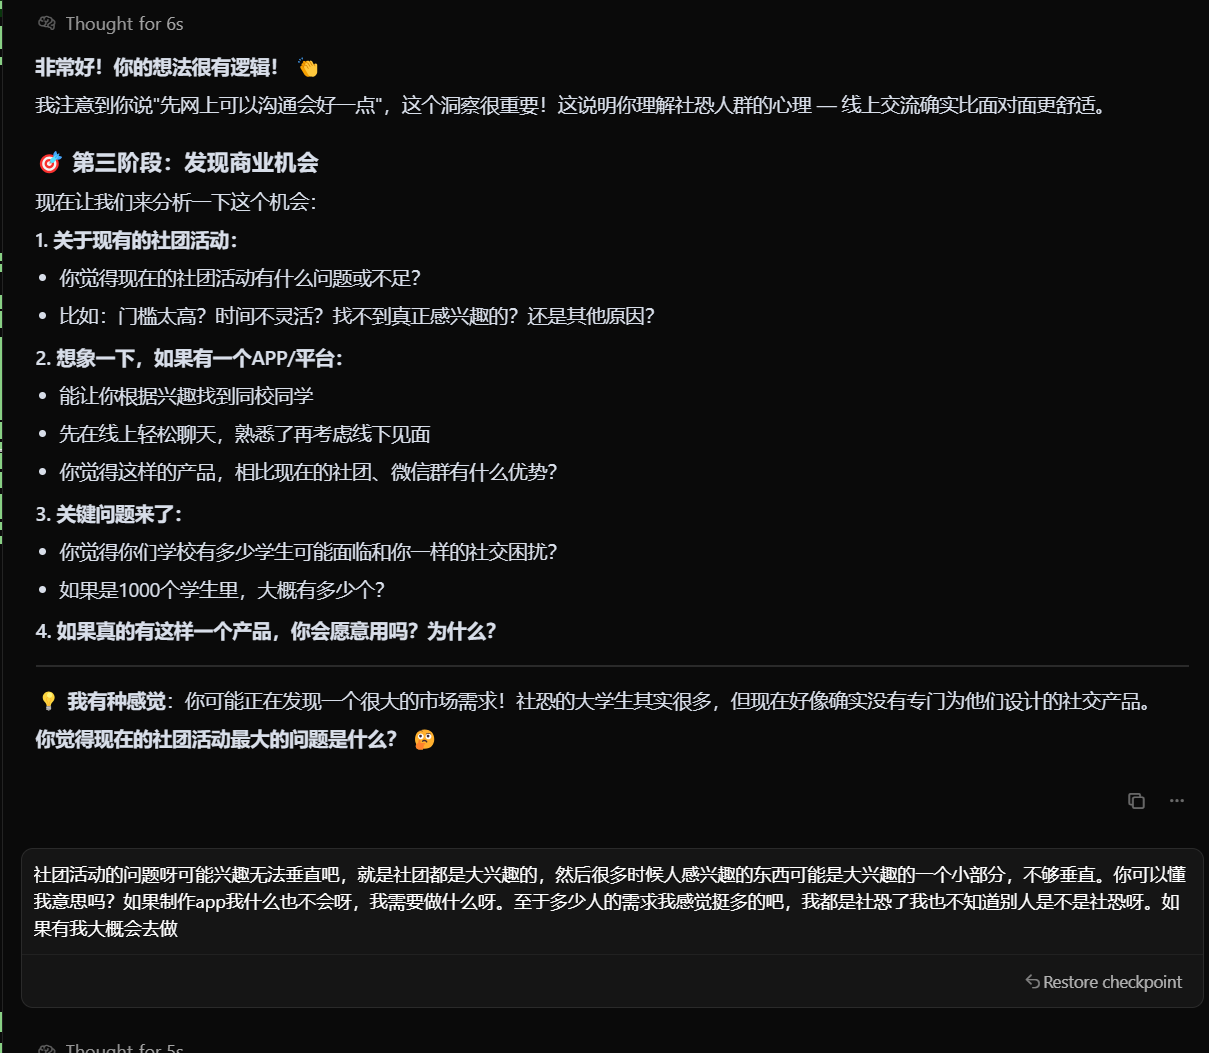 Thought for 6s
非常好！你的想法很有逻辑！ 👏
我注意到你说"先网上可以沟通会好一点"，这个洞察很重要！这说明你理解社恐人群的心理 — 线上交流确实比面对面更舒适。
🎯 第三阶段：发现商业机会
现在让我们来分析一下这个机会：
1. 关于现有的社团活动：
• 你觉得现在的社团活动有什么问题或不足？
• 比如：门槛太高？时间不灵活？找不到真正感兴趣的？还是其他原因？
2. 想象一下，如果有一个APP/平台：
• 能让你根据兴趣找到同校同学
• 先在线上轻松聊天，熟悉了再考虑线下见面
• 你觉得这样的产品，相比现在的社团、微信群有什么优势？
3. 关键问题来了：
• 你觉得你们学校有多少学生可能面临和你一样的社交困扰？
• 如果是1000个学生里，大概有多少个？
4. 如果真的有这样一个产品，你会愿意用吗？为什么？
💡 我有种感觉：你可能正在发现一个很大的市场需求！社恐的大学生其实很多，但现在好像确实没有专门为他们设计的社交产品。
你觉得现在的社团活动最大的问题是什么？ 🤔
社团活动的问题呀可能兴趣无法垂直吧，就是社团都是大兴趣的，然后很多时候人感兴趣的东西可能是大兴趣的一个小部分，不够垂直。你可以懂
我意思吗？如果制作app我什么也不会呀，我需要做什么呀。至于多少人的需求我感觉挺多的吧，我都是社恐了我也不知道别人是不是社恐呀。如
果有我大概会去做
Restore checkpoint
Thought for 5s